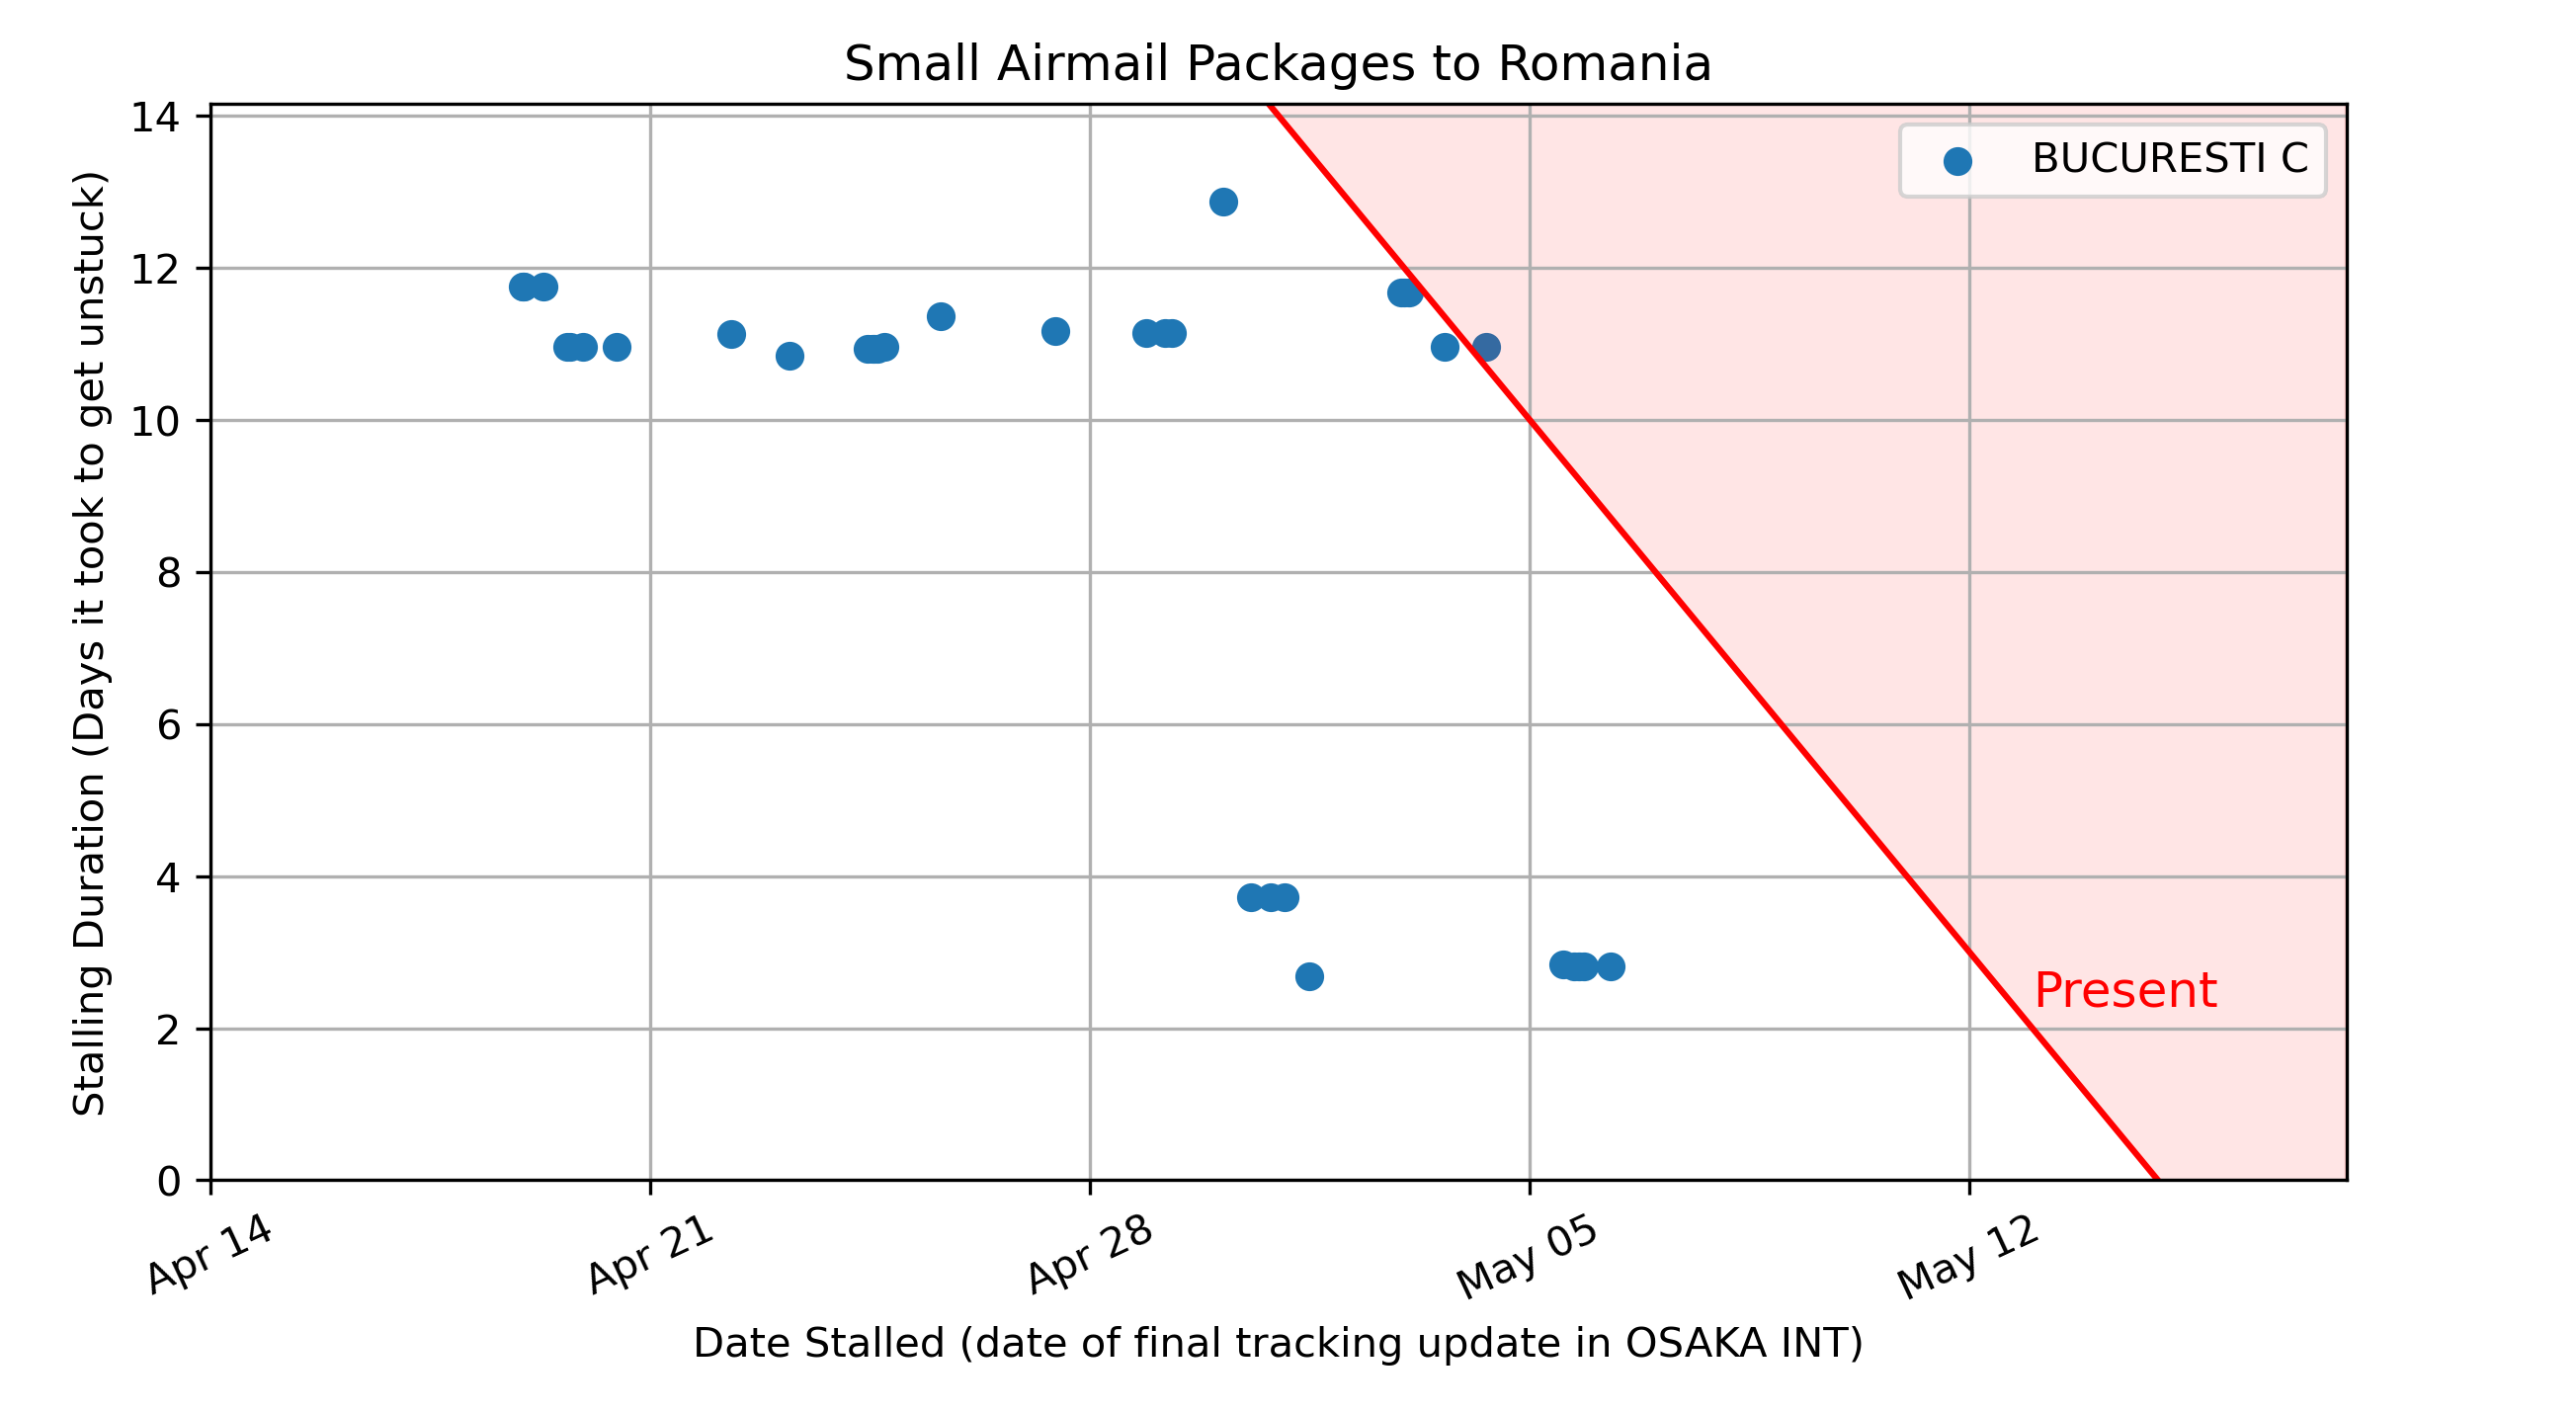 Small Airmail Packages to Romania
Stalling Duration (Days it took to get unstuck)
14
12
10
8
6
4
2
0
BUCURESTI C
Present
Apr 14
Apr 21
Apr 28
May 05
May 12
Date Stalled (date of final tracking update in OSAKA INT)